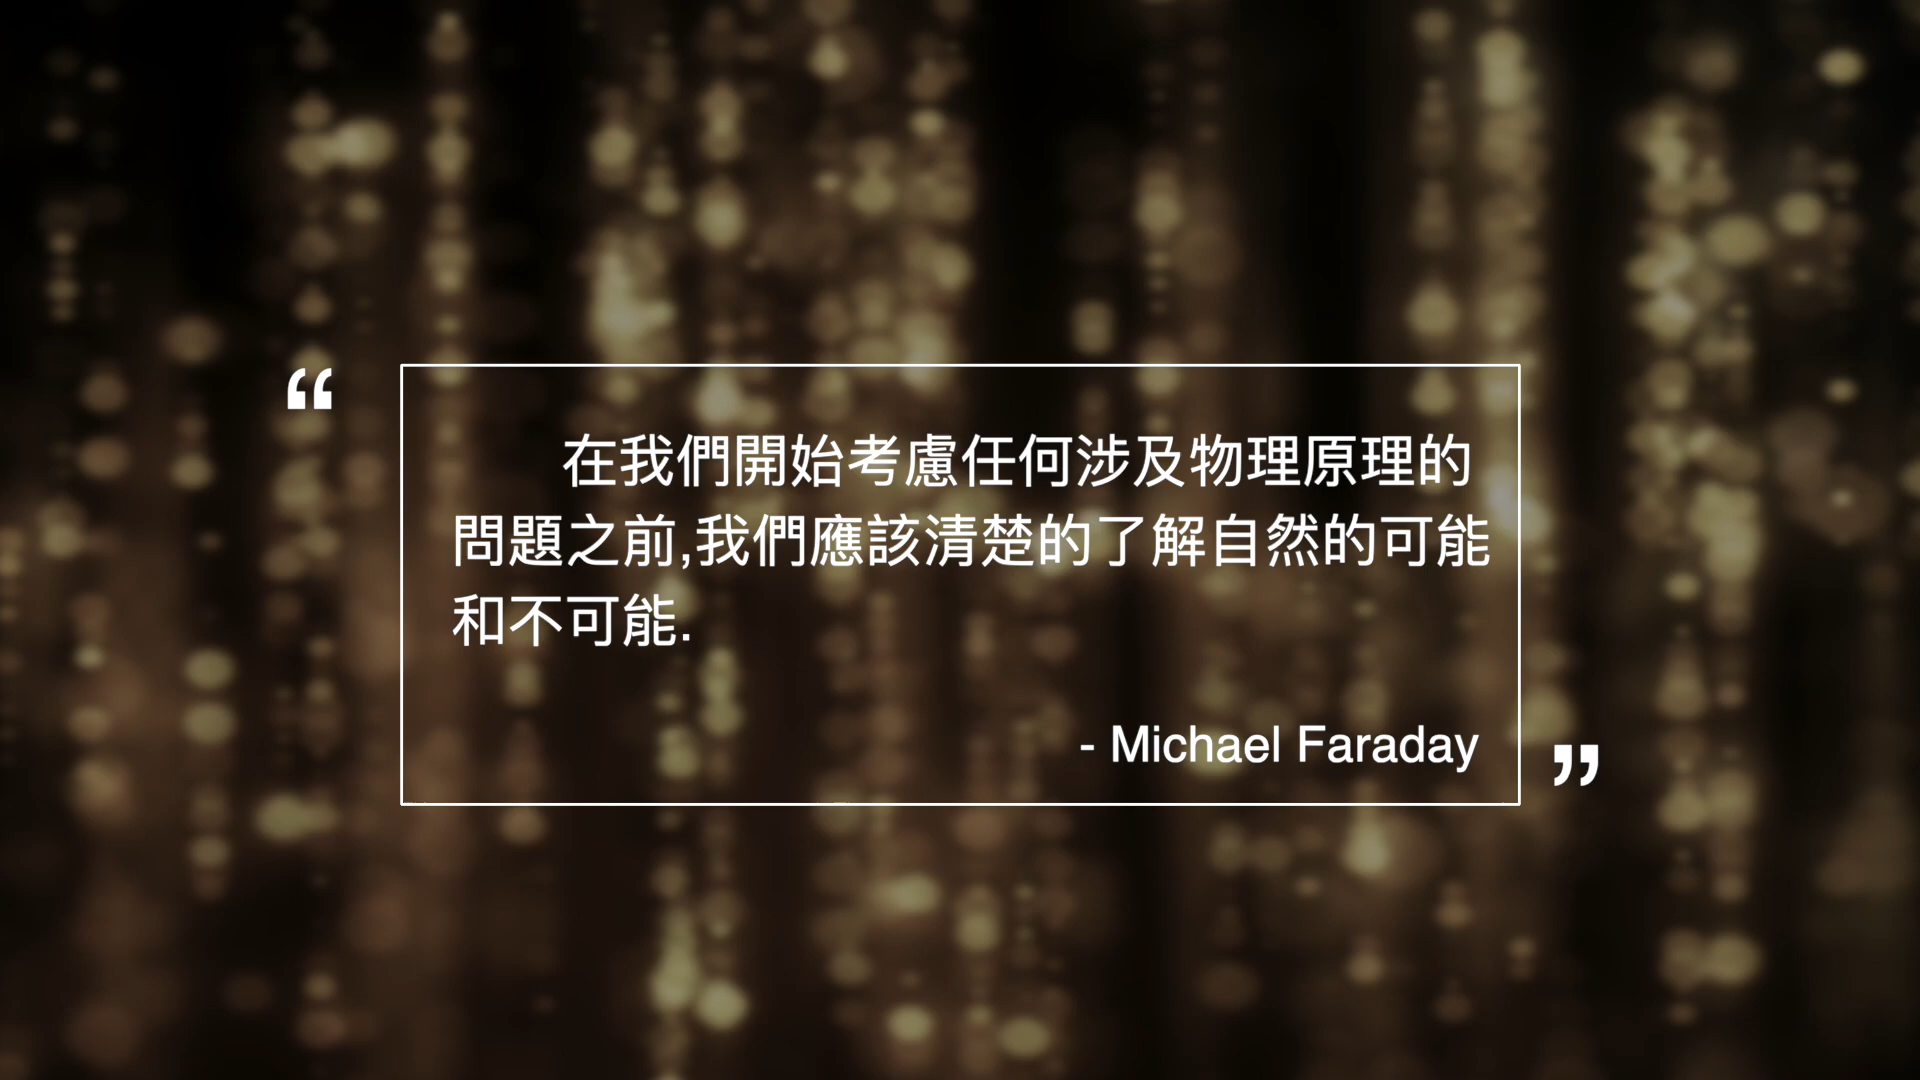 “
在我們開始考慮任何涉及物理原理的
問題之前,我們應該清楚的了解自然的可能
和不可能.
- Michael Faraday
”